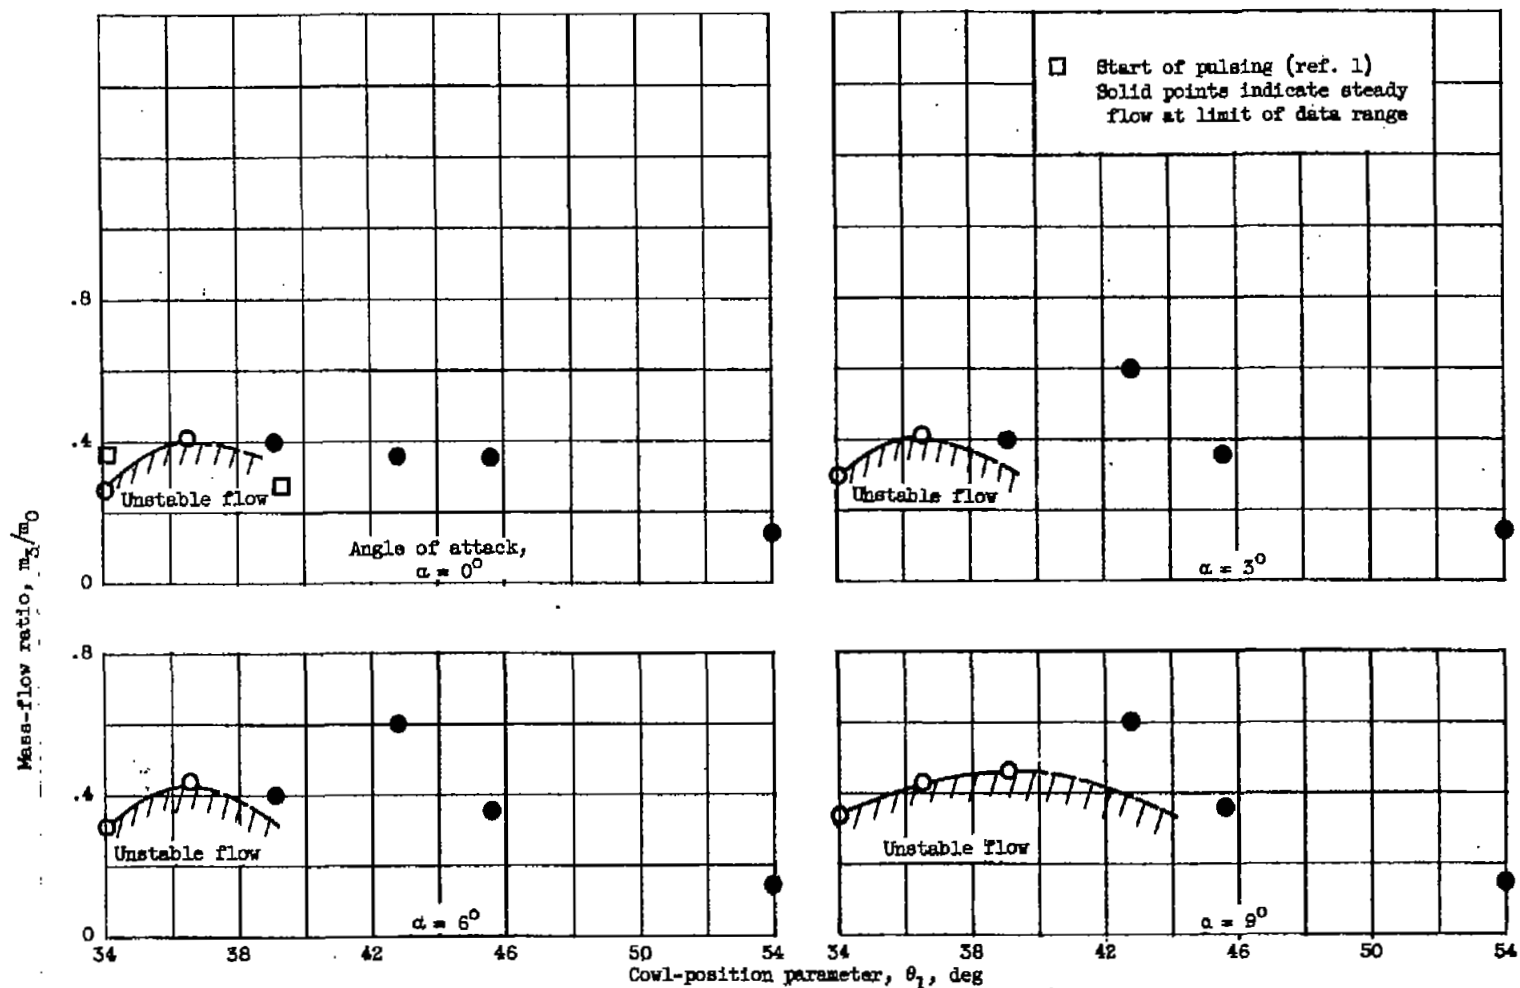 □ Start of pulsing (ref. 1)
Solid points indicate steady
flow at limit of data range
.8
.4
0
Unstable flow
Angle of attack,
α = 0°
Unstable flow
α = 3°
Mass-flow ratio, m3/m0
.8
.4
0
Unstable flow
α = 6°
Unstable flow
α = 9°
34 38 42 46 50 54
34 38 42 46 50 54
Cowl-position parameter, θl, deg